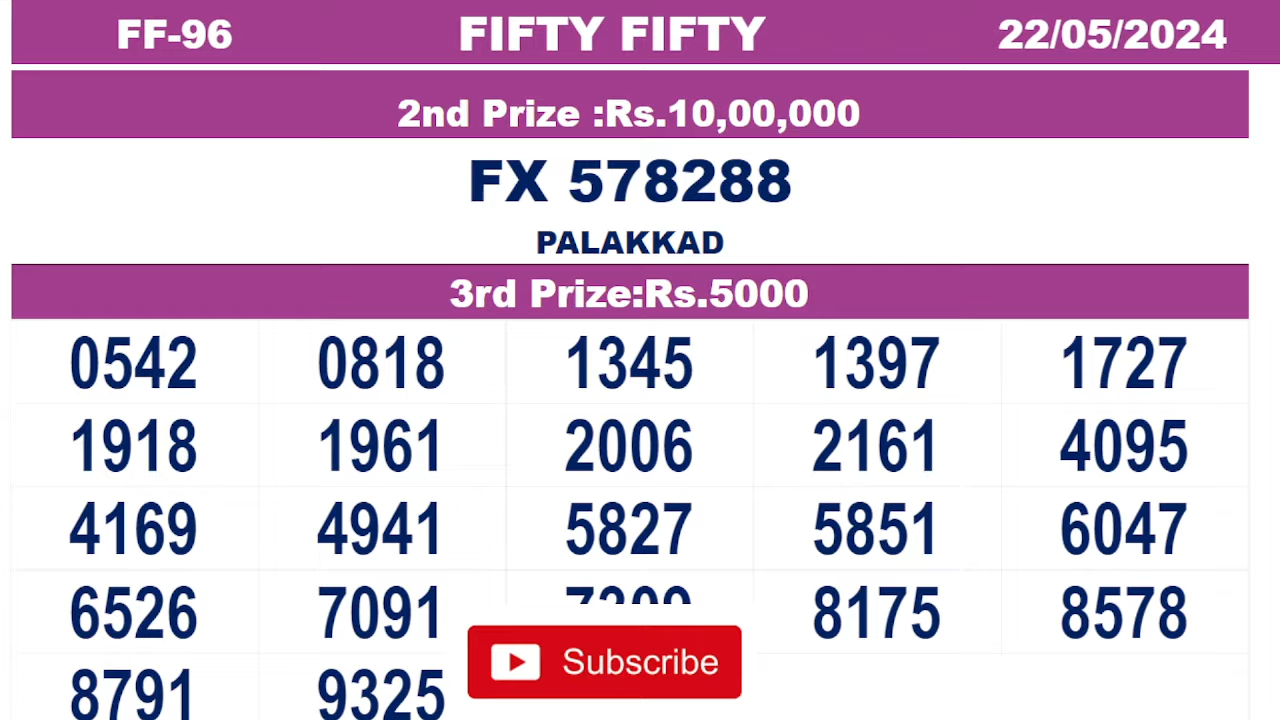 FF-96 FIFTY FIFTY 22/05/2024
2nd Prize :Rs.10,00,000
FX 578288
PALAKKAD
3rd Prize:Rs.5000
0542 0818 1345 1397 1727
1918 1961 2006 2161 4095
4169 4941 5827 5851 6047
6526 7091 8175 8578
8791 9325
Subscribe